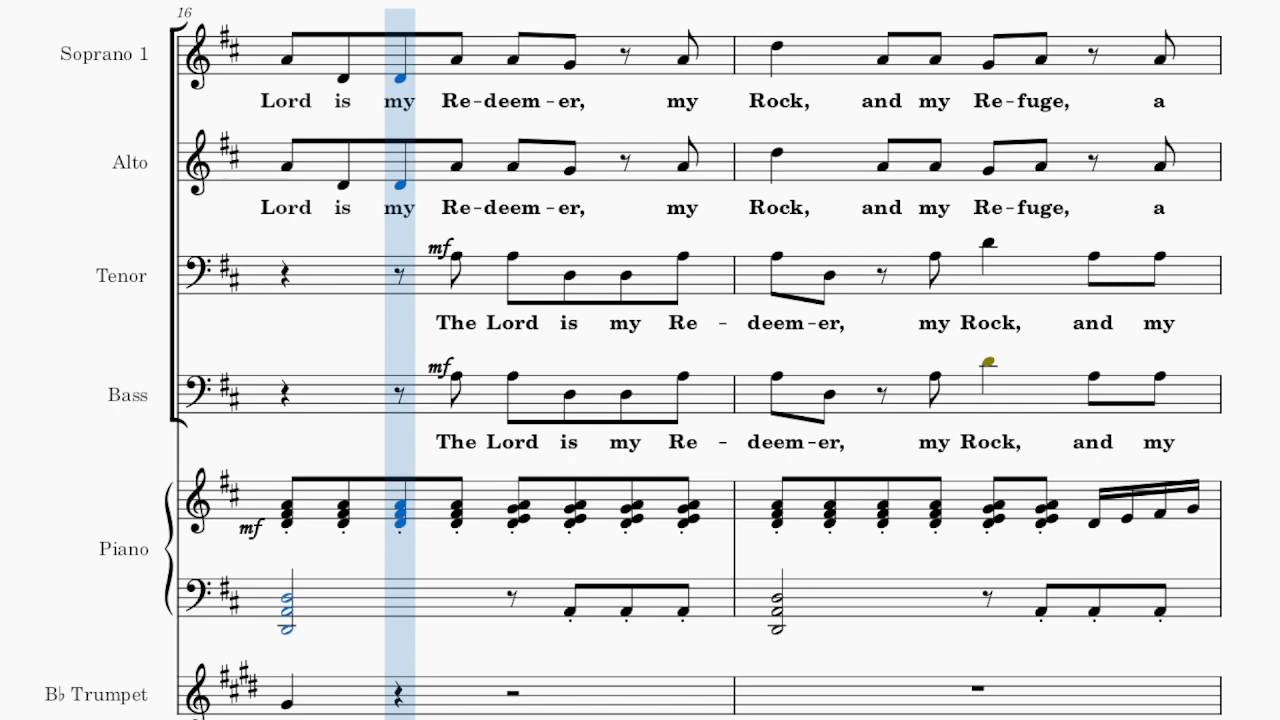 16
Soprano 1
Lord is my Re-deem-er, my Rock, and my Re-fuge, a
Alto
Lord is my Re-deem-er, my Rock, and my Re-fuge, a
mf
Tenor
The Lord is my Re-deem-er, my Rock, and my
mf
Bass
The Lord is my Re-deem-er, my Rock, and my
mf
Piano
B♭ Trumpet